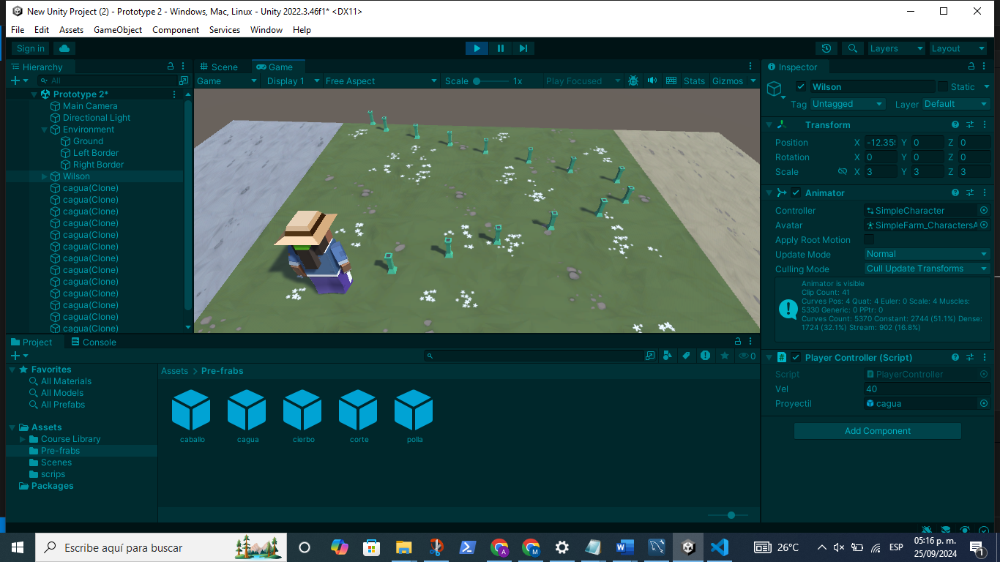 New Unity Project (2) - Prototype 2 - Windows, Mac, Linux - Unity 2022.3.46f1* <DX11>
File Edit Assets GameObject Component Services Window Help
Sign in Layers Layout
Hierarchy
All
Prototype 2*
Main Camera
Directional Light
Environment
Ground
Left Border
Right Border
Wilson
cagua(Clone)
cagua(Clone)
cagua(Clone)
cagua(Clone)
cagua(Clone)
cagua(Clone)
cagua(Clone)
cagua(Clone)
cagua(Clone)
cagua(Clone)
cagua(Clone)
cagua(Clone)
cagua(Clone)
Scene Game
Game Display 1 Free Aspect Scale 1x Play Focused Stats Gizmos
Inspector
Wilson Static
Tag Untagged Layer Default
Transform
Position X -12.359 Y 0 Z 0
Rotation X 0 Y 0 Z 0
Scale X 3 Y 3 Z 3
Animator
Controller SimpleCharacter
Avatar SimpleFarm_CharactersA
Apply Root Motion
Update Mode Normal
Culling Mode Cull Update Transforms
Animator is visible
Clip Count: 41
Curves Pos: 4 Quat: 4 Euler: 0 Scale: 4 Muscles:
5330 Generic: 0 PPtr: 0
Curves Count: 5370 Constant: 2744 (51.1%) Dense:
1724 (32.1%) Stream: 902 (16.8%)
Player Controller (Script)
Script PlayerController
Vel 40
Proyectil cagua
Add Component
Project Console
0
Favorites
All Materials
All Models
All Prefabs
Assets
Course Library
Pre-frabs
Scenes
scrips
Packages
Assets > Pre-frabs
caballo cagua cierbo corte polla
Escribe aquí para buscar
26°C ESP
05:16 p. m.
25/09/2024
1